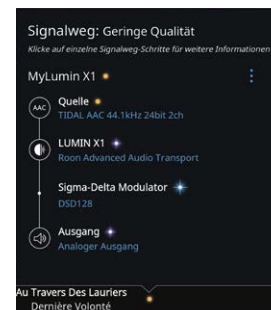 Signalweg: Geringe Qualität
Klicke auf einzelne Signalweg-Schritte für weitere Informationen
MyLumin X1
AAC
Quelle
TIDAL AAC 44.1kHz 24bit 2ch
LUMIN X1
Roon Advanced Audio Transport
Sigma-Delta Modulator
DSD128
Ausgang
Analoger Ausgang
Au Travers Des Lauriers
Dernière Volonté